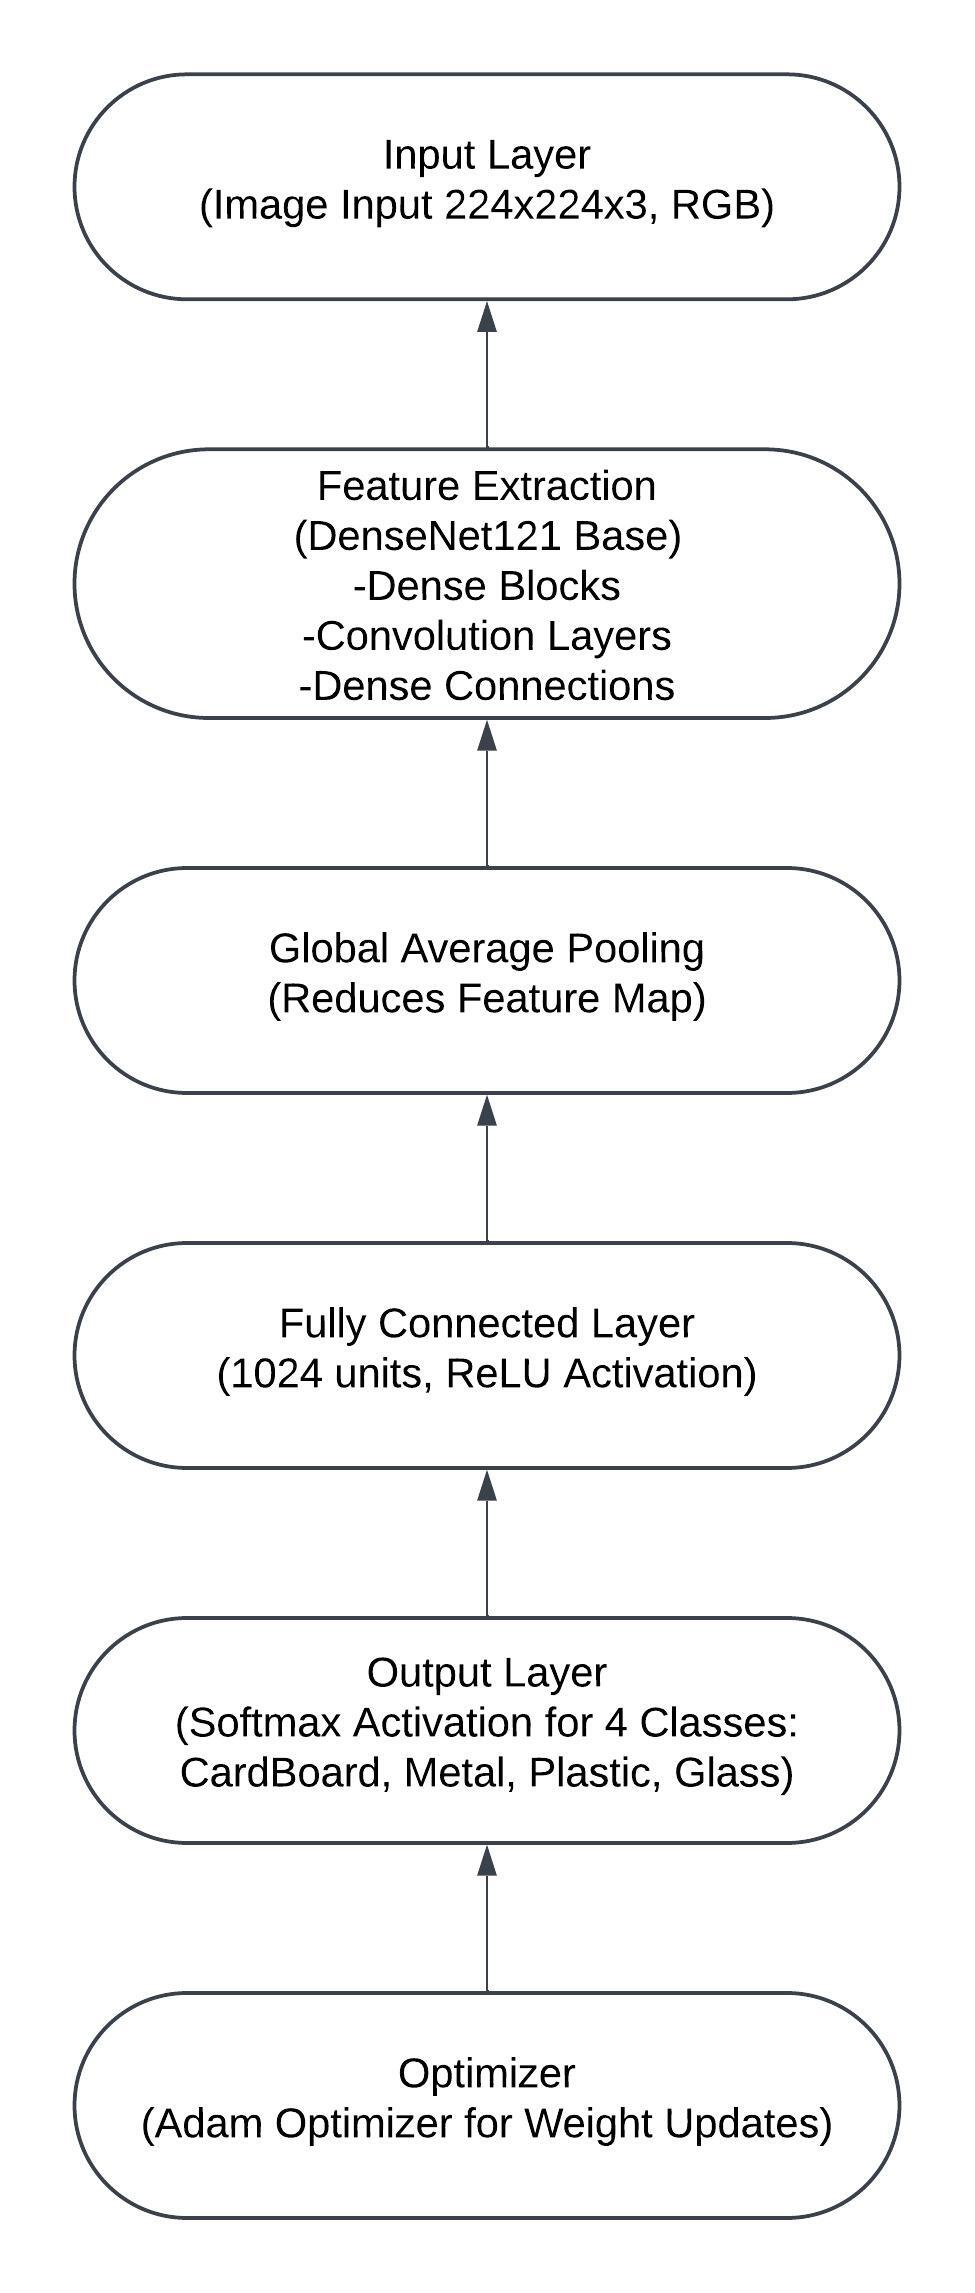 Input Layer
(Image Input 224x224x3, RGB)
Feature Extraction
(DenseNet121 Base)
-Dense Blocks
-Convolution Layers
-Dense Connections
Global Average Pooling
(Reduces Feature Map)
Fully Connected Layer
(1024 units, ReLU Activation)
Output Layer
(Softmax Activation for 4 Classes:
CardBoard, Metal, Plastic, Glass)
Optimizer
(Adam Optimizer for Weight Updates)